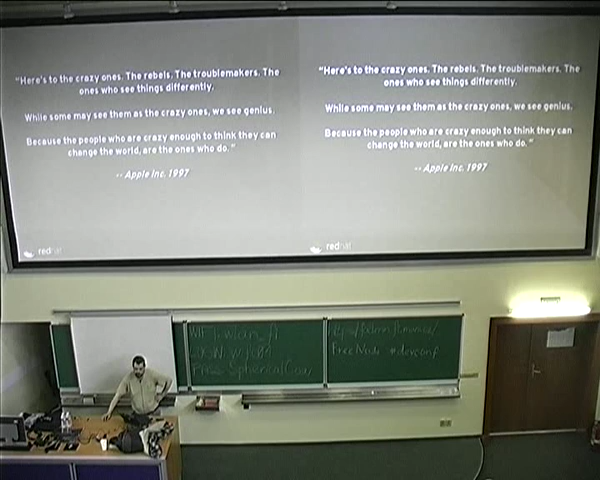 "Here's to the crazy ones. The rebels. The troublemakers. The
ones who see things differently.
While some may see them as the crazy ones, we see genius.
Because the people who are crazy enough to think they can
change the world, are the ones who do."
-- Apple Inc. 1997
redhat
"Here's to the crazy ones. The rebels. The troublemakers. The
ones who see things differently.
While some may see them as the crazy ones, we see genius.
Because the people who are crazy enough to think they can
change the world, are the ones who do."
-- Apple Inc. 1997
redhat
FreeNode #devconf